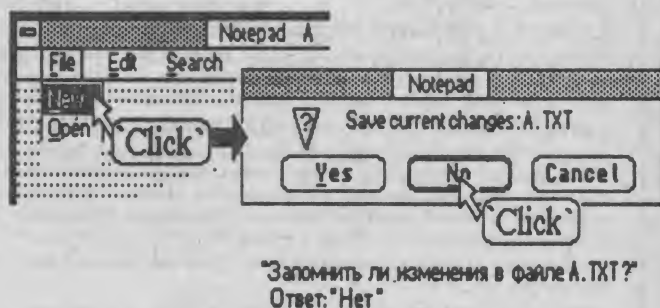 Notepad A
File Edit Search
New
Open
Click
Notepad
Save current changes: A. TXT
?
Yes No Cancel
Click
"Запомнить ли изменения в файле A. TXT ?"
Ответ: "Нет"